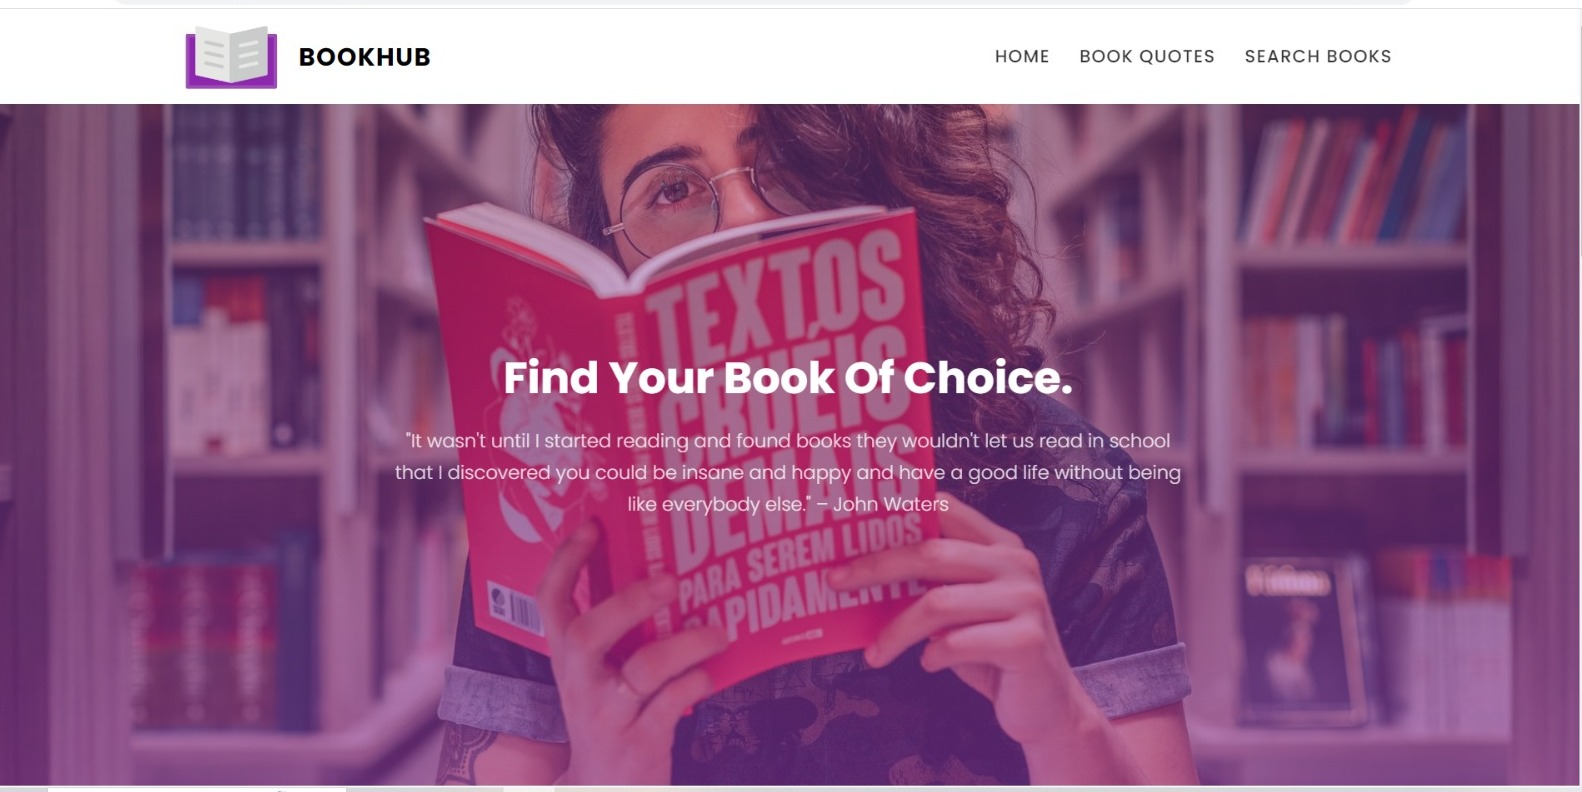 BOOKHUB
HOME
BOOK QUOTES
SEARCH BOOKS
TEXTOS
CRUÉIS
DEMAIS
PARA SEREM LIDOS
RAPIDAMENTE
Find Your Book Of Choice.
"It wasn't until I started reading and found books they wouldn't let us read in school
that I discovered you could be insane and happy and have a good life without being
like everybody else." – John Waters